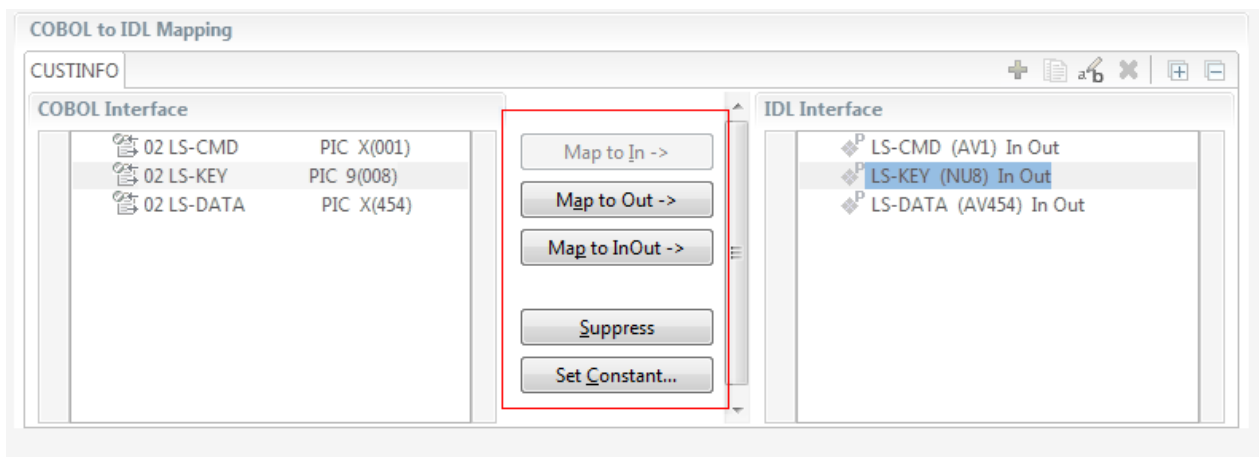 COBOL to IDL Mapping
CUSTINFO
COBOL Interface
02 LS-CMD PIC X(001)
02 LS-KEY PIC 9(008)
02 LS-DATA PIC X(454)
Map to In ->
Map to Out ->
Map to InOut ->
Suppress
Set Constant...
IDL Interface
LS-CMD (AV1) In Out
LS-KEY (NU8) In Out
LS-DATA (AV454) In Out